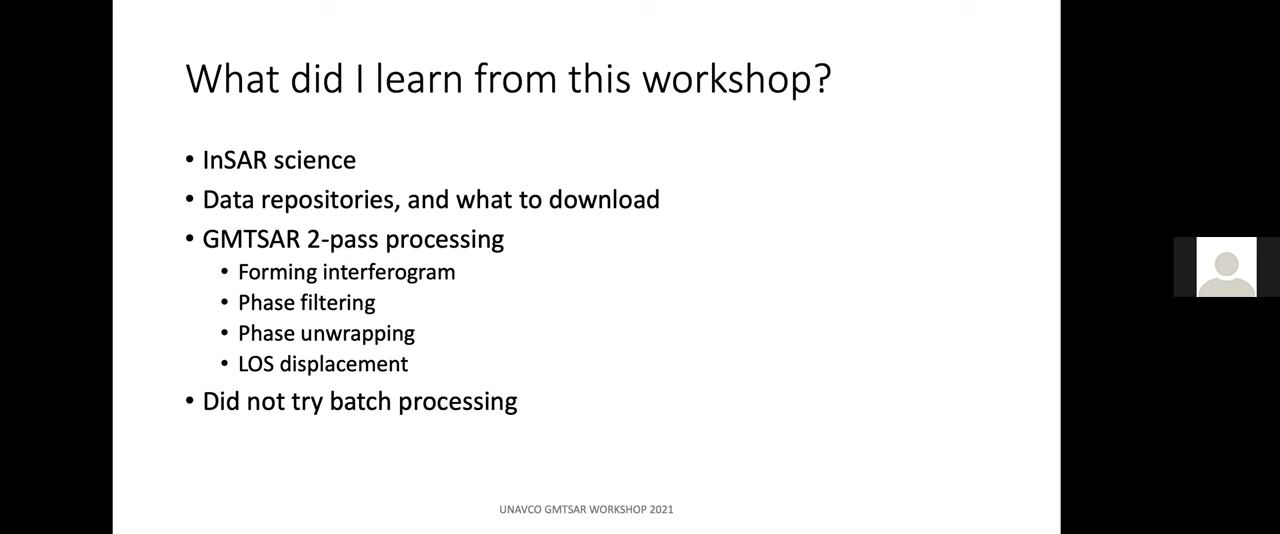 What did I learn from this workshop?
• InSAR science
• Data repositories, and what to download
• GMTSAR 2-pass processing
• Forming interferogram
• Phase filtering
• Phase unwrapping
• LOS displacement
• Did not try batch processing
UNAVCO GMTSAR WORKSHOP 2021